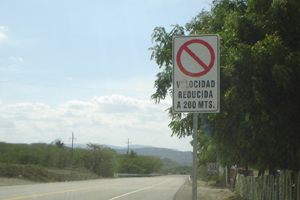 VELOCIDAD
REDUCIDA
A 200 MTS.